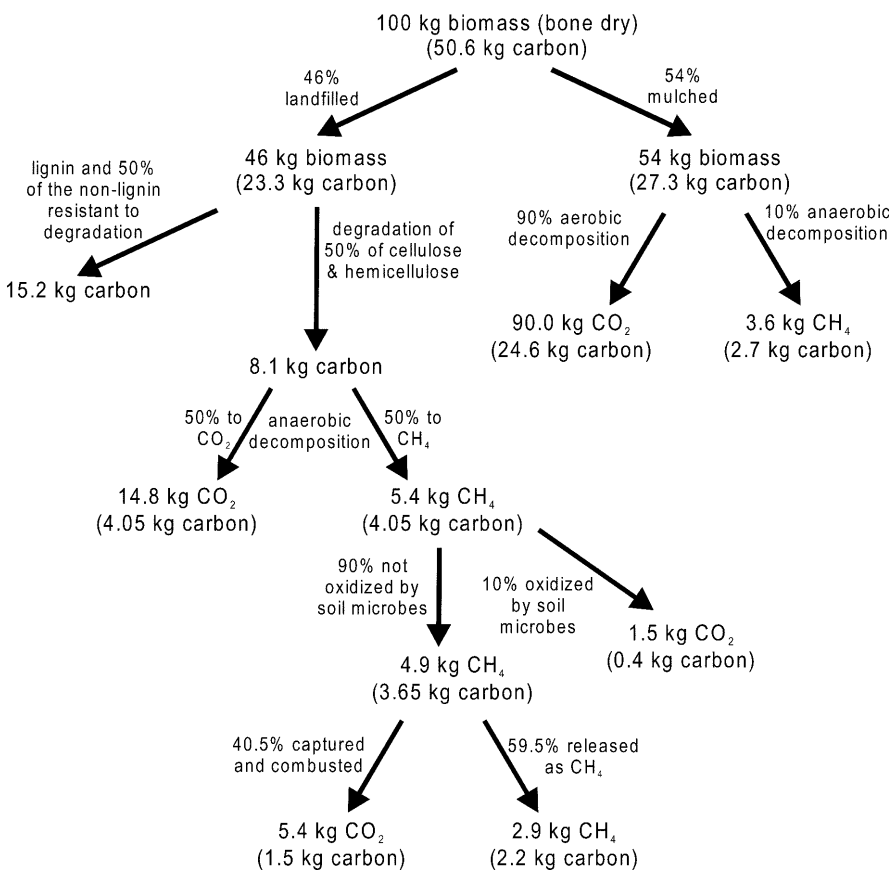 100 kg biomass (bone dry)
(50.6 kg carbon)
46%
landfilled
54%
mulched
46 kg biomass
(23.3 kg carbon)
54 kg biomass
(27.3 kg carbon)
lignin and 50%
of the non-lignin
resistant to
degradation
degradation of
50% of cellulose
& hemicellulose
90% aerobic
decomposition
10% anaerobic
decomposition
15.2 kg carbon
90.0 kg CO₂
(24.6 kg carbon)
3.6 kg CH₄
(2.7 kg carbon)
8.1 kg carbon
50% to
CO₂
anaerobic
decomposition
50% to
CH₄
14.8 kg CO₂
(4.05 kg carbon)
5.4 kg CH₄
(4.05 kg carbon)
90% not
oxidized by
soil microbes
10% oxidized
by soil
microbes
1.5 kg CO₂
(0.4 kg carbon)
4.9 kg CH₄
(3.65 kg carbon)
40.5% captured
and combusted
59.5% released
as CH₄
5.4 kg CO₂
(1.5 kg carbon)
2.9 kg CH₄
(2.2 kg carbon)